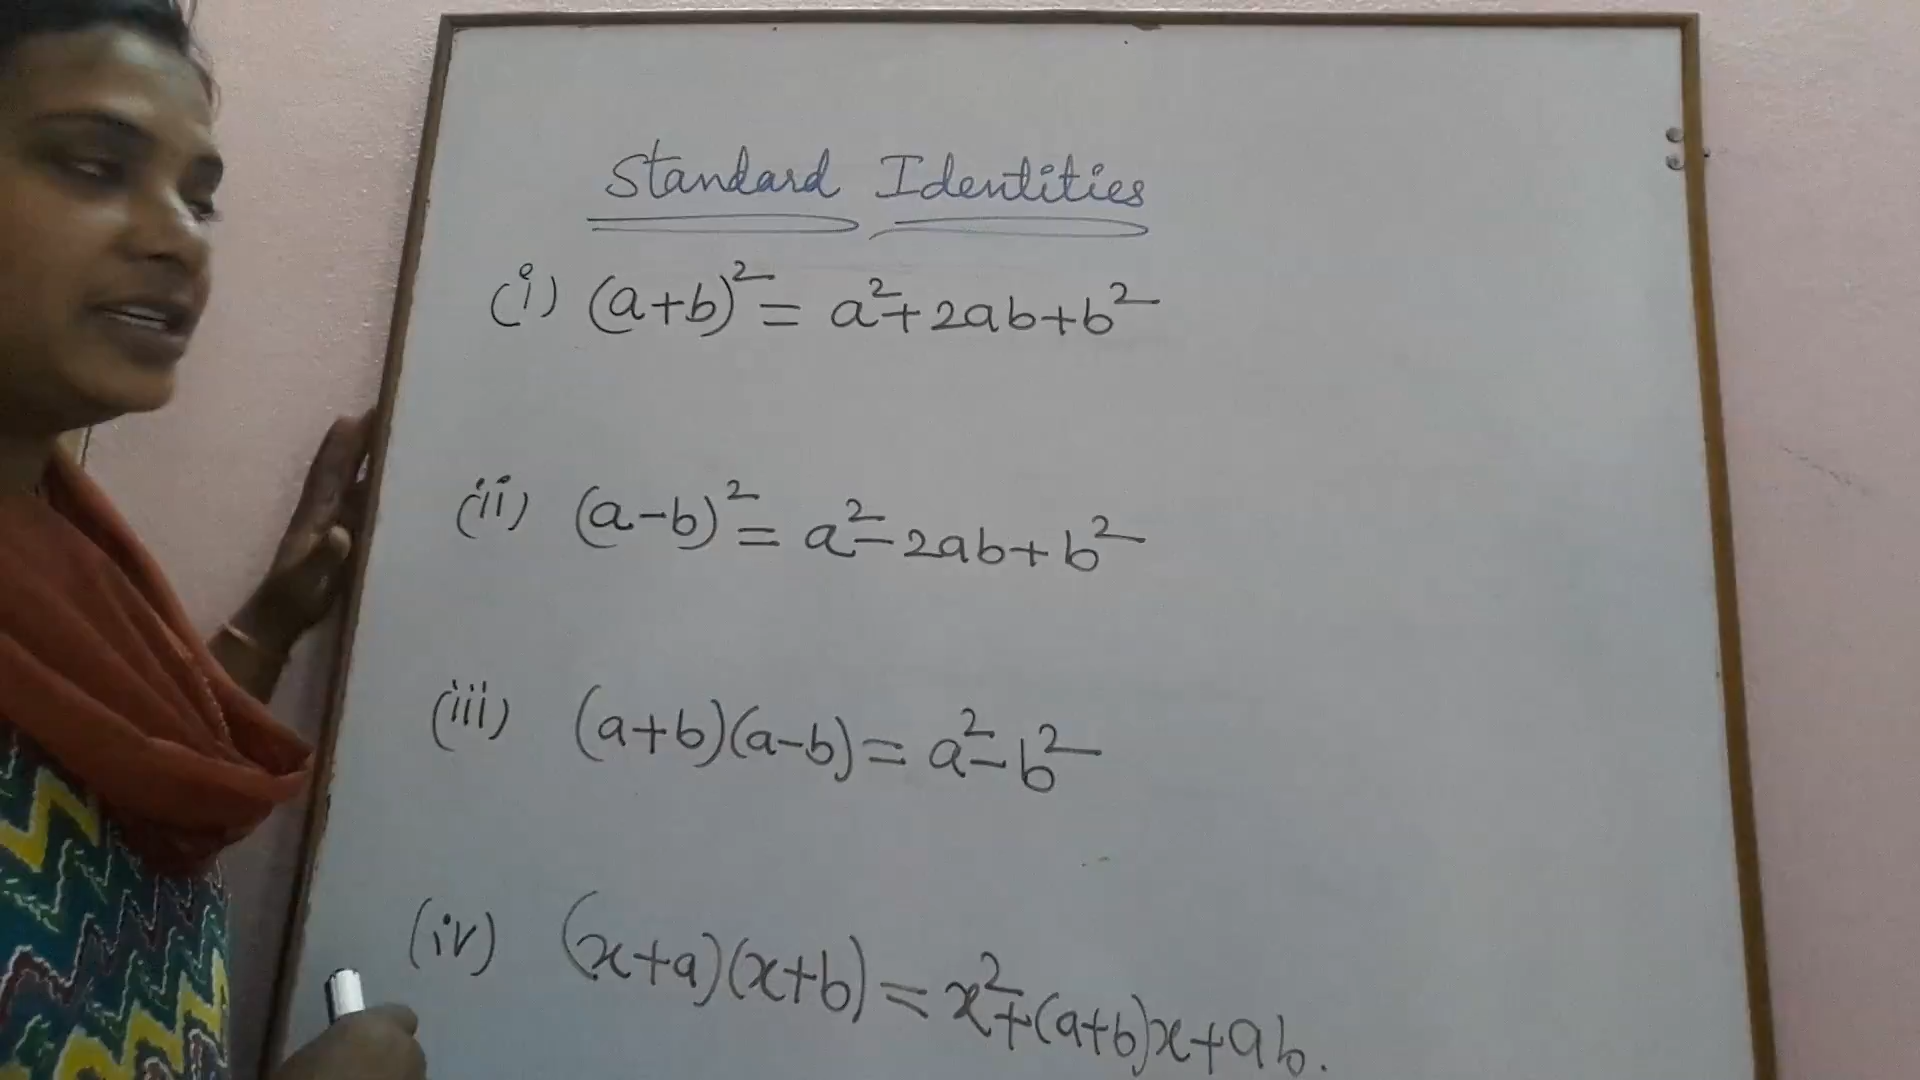 Standard Identities
(i) (a+b)² = a²+2ab+b²
(ii) (a-b)² = a²-2ab+b²
(iii) (a+b)(a-b) = a²-b²
(iv) (x+a)(x+b) = x²+(a+b)x+ab.